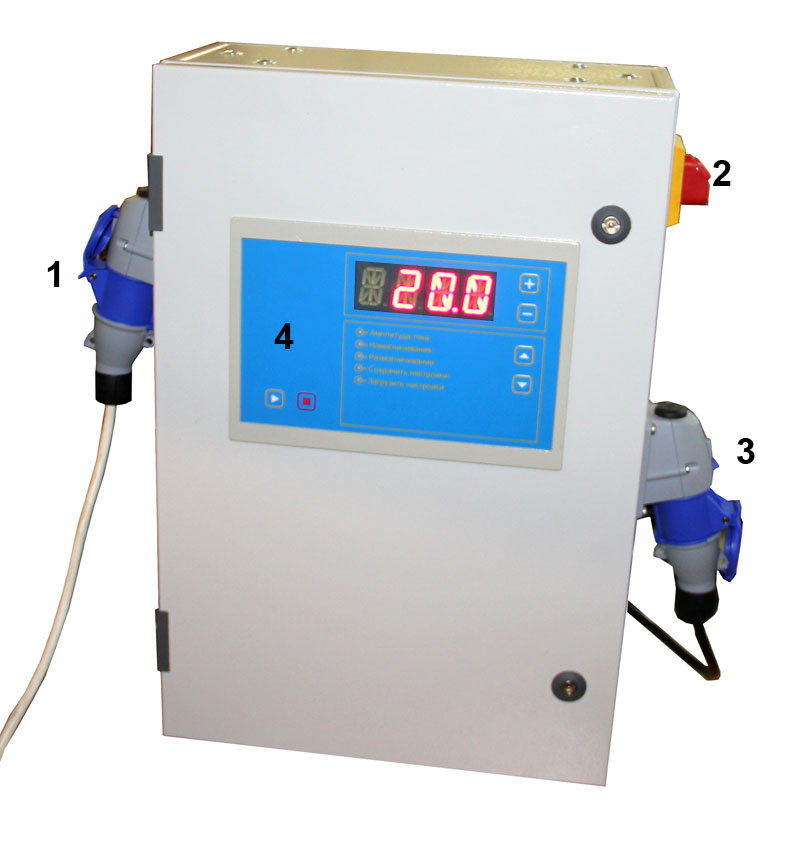 2
1
20.0
4
Амплитуда тока
Намагничивание
Размагничивание
Сохранить настройки
Загрузить настройки
3